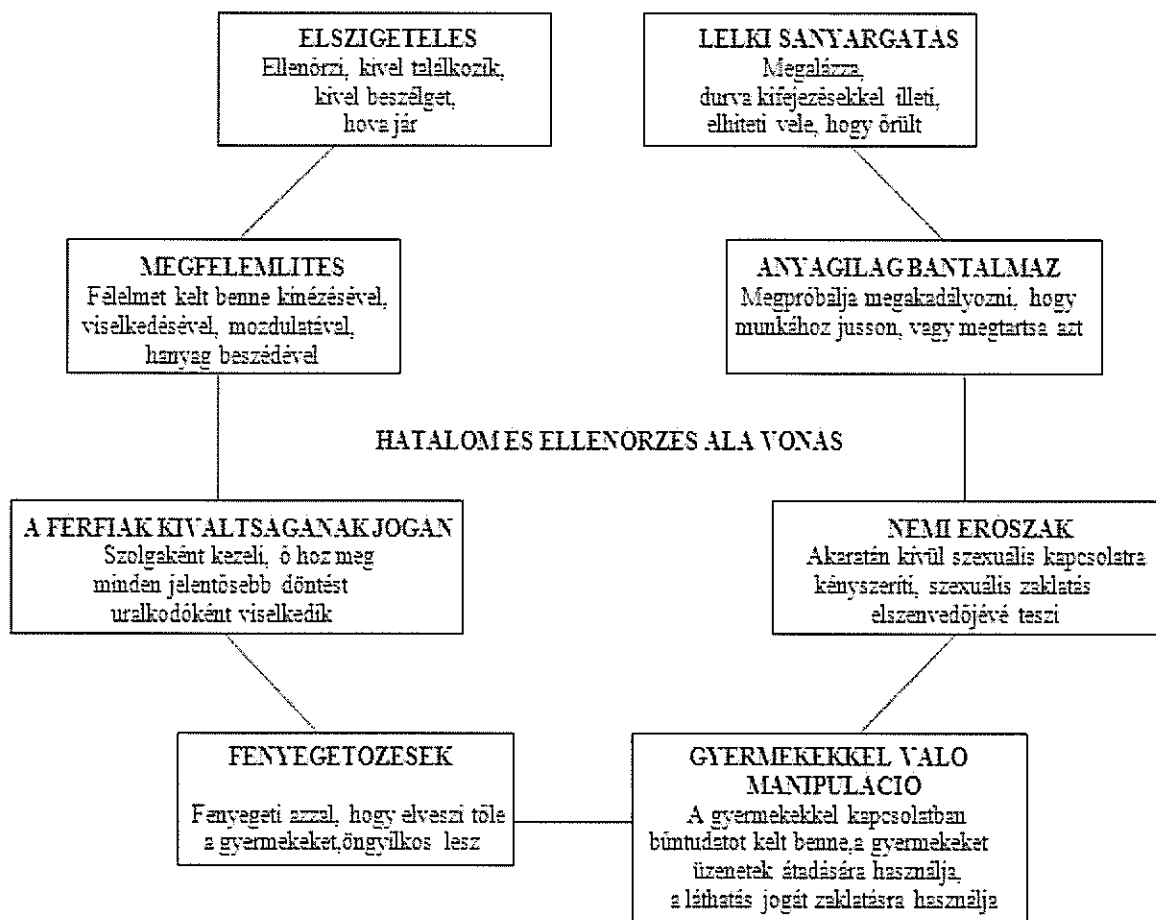 ELSZIGETELES
Ellenőrzi, kivel találkozik,
kivel beszélget,
hova jár
LELKI SANYARGATÁS
Megalázza,
durva kifejezésekkel illeti,
elhiteti vele, hogy őrült
MEGFELEMLITES
Félelmet kelt benne kinézésével,
viselkedésével, mozdulatával,
hanyag beszédével
ANYAGILAG BANTALMAZ
Megpróbálja megakadályozni, hogy
munkához jusson, vagy megtartsa azt
HATALOM ES ELLENORZES ALA VONAS
A FERFIAK KIVALTSAGANAK JOGAN
Szolgaként kezeli, ő hoz meg
minden jelentősebb döntést
uralkodóként viselkedik
NEMI EROSZAK
Akaratán kívül szexuális kapcsolatra
kényszeríti, szexuális zaklatás
elszenvedőjévé teszi
FENYEGETOZESEK
Fenyegeti azzal, hogy elveszi tőle
a gyermekeket,öngyilkos lesz
GYERMEKEKKEL VALO
MANIPULACIO
A gyermekekkel kapcsolatban
bűntudatot kelt benne,a gyermekeket
üzenetek átadására használja,
a láthatás jogát zaklatásra használja